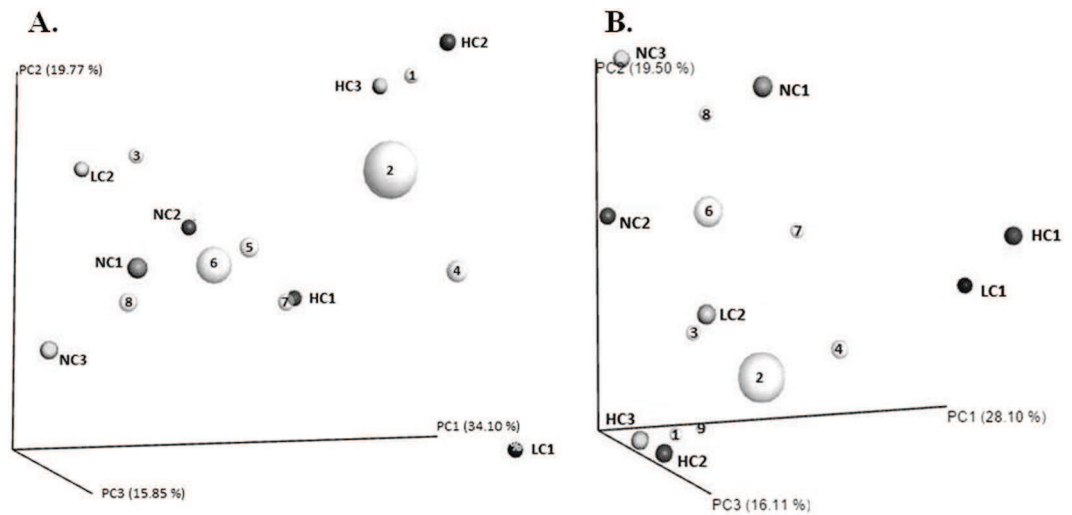 A.
PC2 (19.77 %)
HC2
1
HC3
3
2
LC2
NC2
5
NC1
6
4
8
7
HC1
NC3
PC1 (34.10 %)
LC1
PC3 (15.85 %)
B.
NC3
PC2 (19.50 %)
NC1
8
6
NC2
7
HC1
LC1
LC2
3
4
2
PC1 (28.10 %)
HC3
1
9
HC2
PC3 (16.11 %)